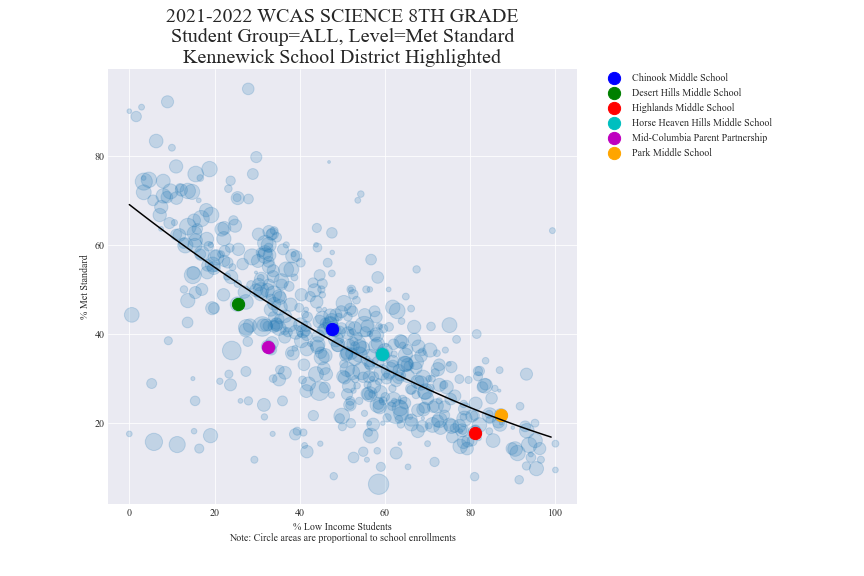 2021-2022 WCAS SCIENCE 8TH GRADE
Student Group=ALL, Level=Met Standard
Kennewick School District Highlighted
Chinook Middle School
Desert Hills Middle School
Highlands Middle School
Horse Heaven Hills Middle School
Mid-Columbia Parent Partnership
Park Middle School
% Met Standard
80
60
40
20
0 20 40 60 80 100
% Low Income Students
Note: Circle areas are proportional to school enrollments